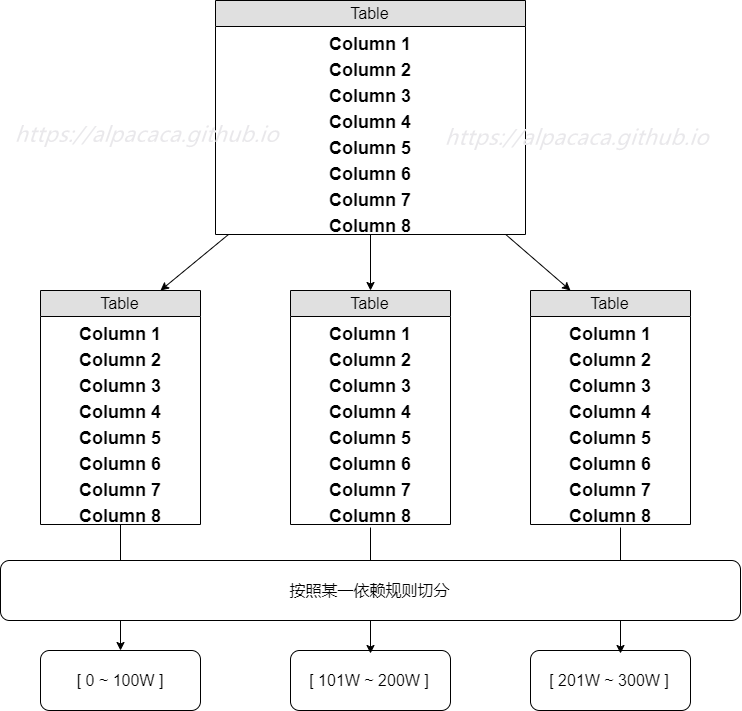 Table
Column 1
Column 2
Column 3
https://alpacaca.github.io
Column 4
https://alpacaca.github.io
Column 5
Column 6
Column 7
Column 8
Table
Column 1
Column 2
Column 3
Column 4
Column 5
Column 6
Column 7
Column 8
Table
Column 1
Column 2
Column 3
Column 4
Column 5
Column 6
Column 7
Column 8
Table
Column 1
Column 2
Column 3
Column 4
Column 5
Column 6
Column 7
Column 8
按照某一依赖规则切分
[ 0 ~ 100W ]
[ 101W ~ 200W ]
[ 201W ~ 300W ]